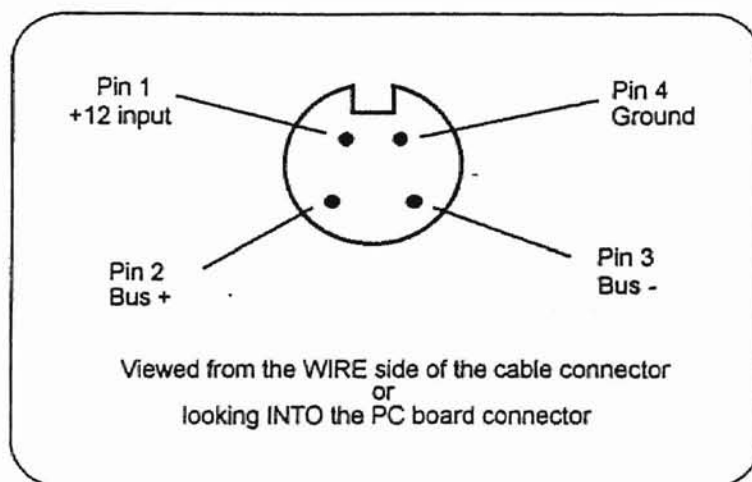 Pin 1
+12 input
Pin 4
Ground
Pin 2
Bus +
Pin 3
Bus -
Viewed from the WIRE side of the cable connector
or
looking INTO the PC board connector